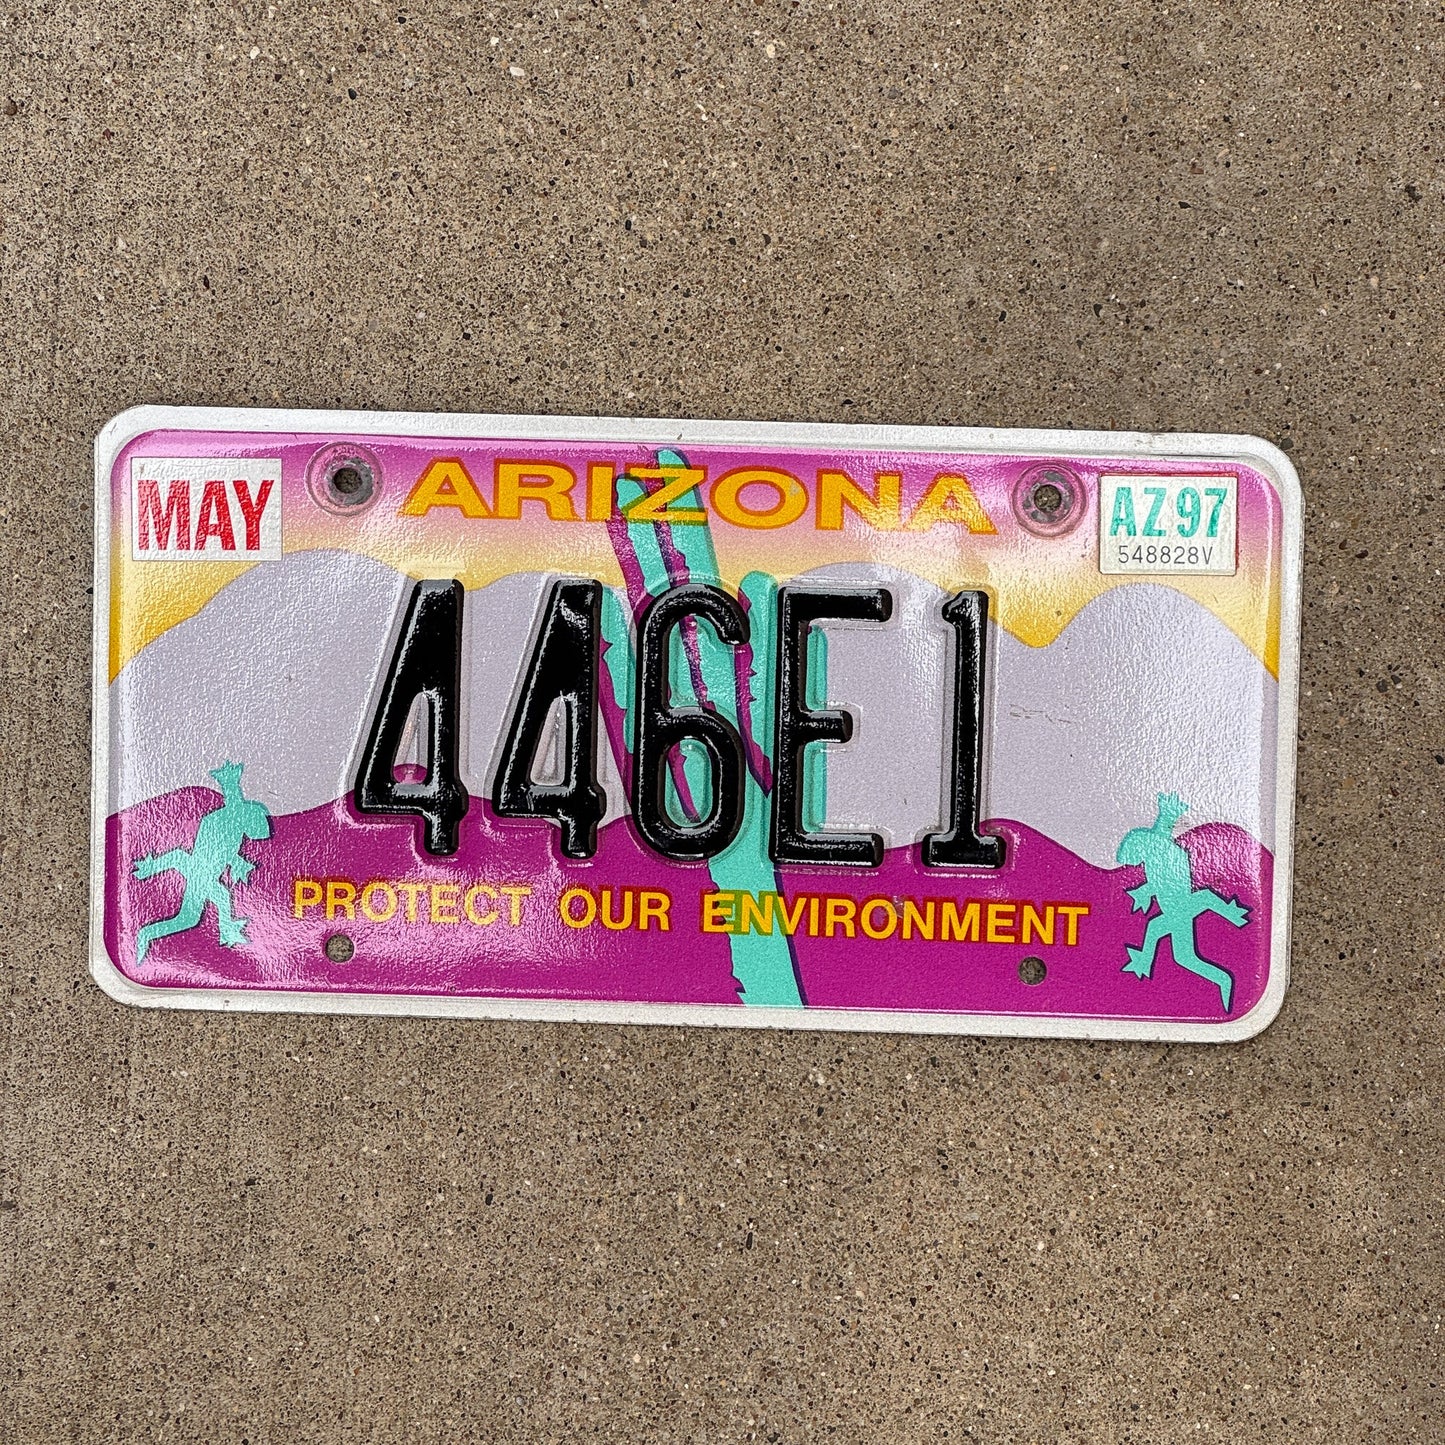 MAY
ARIZONA
AZ 97
548828V
446E1
PROTECT OUR ENVIRONMENT